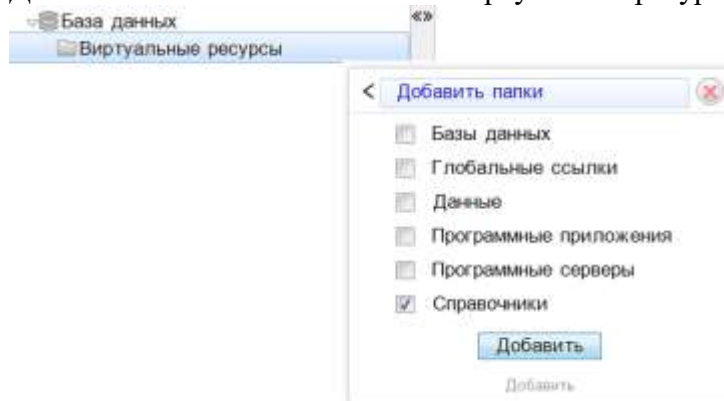 База данных «»
Виртуальные ресурсы
< Добавить папки
Базы данных
Глобальные ссылки
Данные
Программные приложения
Программные серверы
Справочники
Добавить
Добавить